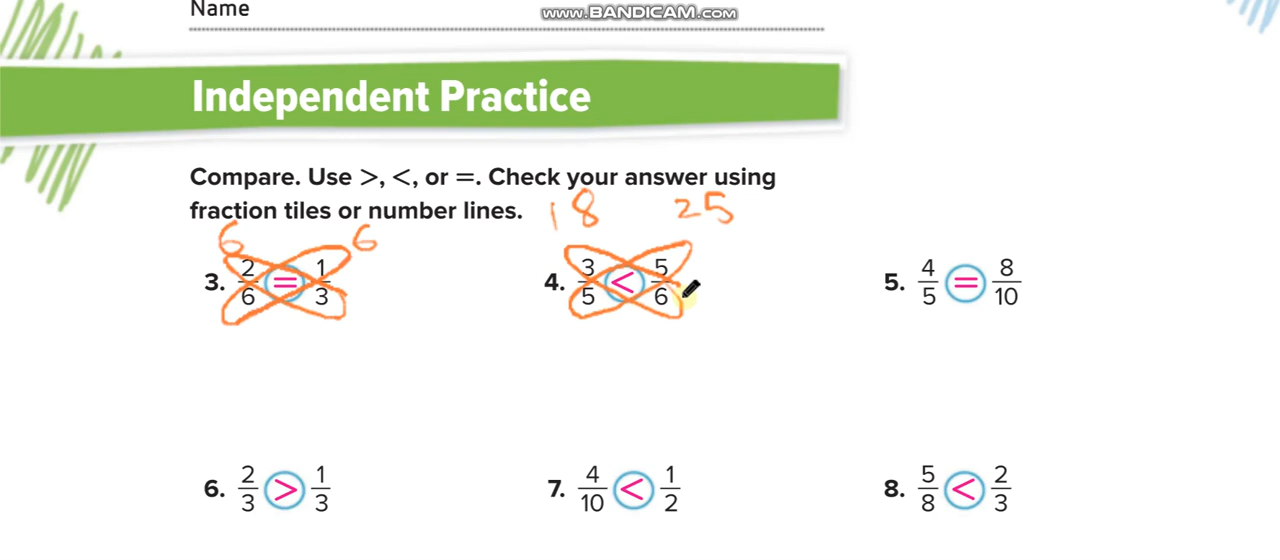 Name
www.BANDICAM.com
Independent Practice
Compare. Use >, <, or =. Check your answer using
fraction tiles or number lines.
18 25
6 6
3. 2/6 = 1/3 4. 3/5 < 5/6 5. 4/5 = 8/10
6. 2/3 > 1/3 7. 4/10 < 1/2 8. 5/8 < 2/3